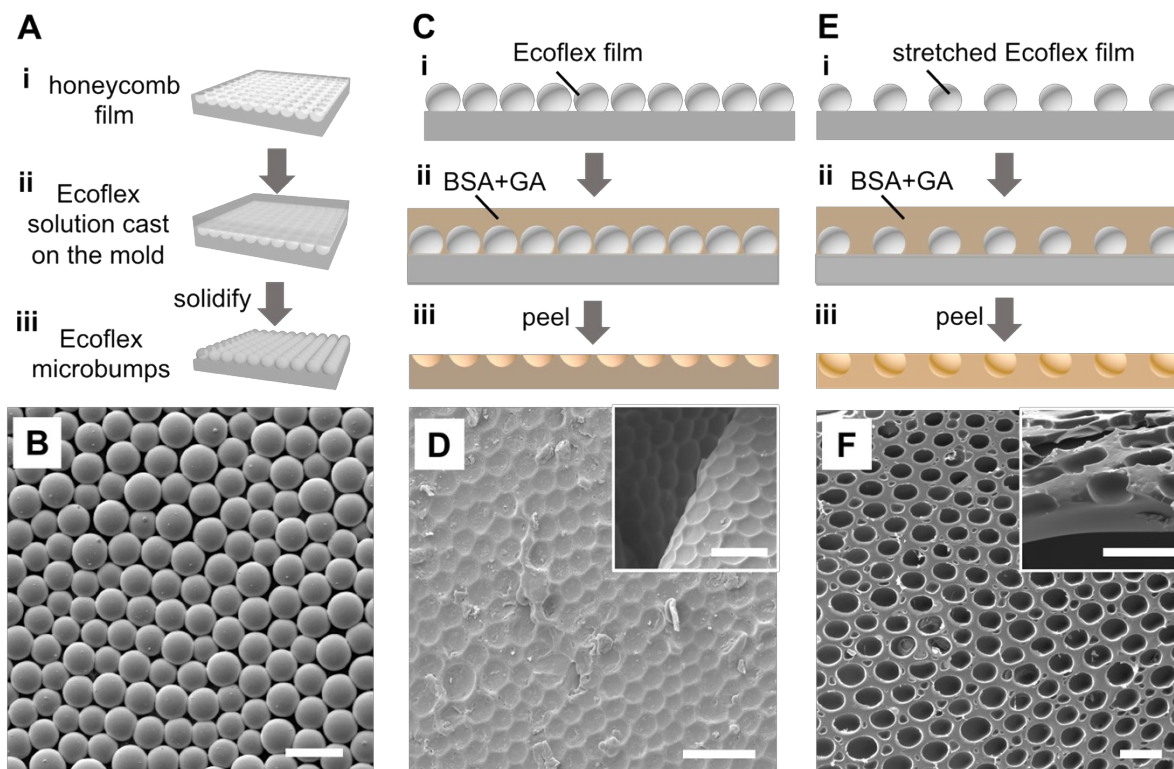 A
i
honeycomb
film
ii
Ecoflex
solution cast
on the mold
solidify
iii
Ecoflex
microbumps
B
C
i
Ecoflex film
ii
BSA+GA
iii
peel
D
E
i
stretched Ecoflex film
ii
BSA+GA
iii
peel
F